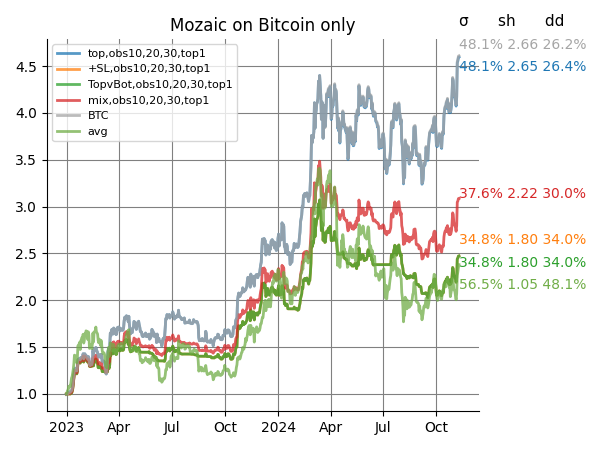 Mozaic on Bitcoin only
σ sh dd
top,obs10,20,30,top1
+SL,obs10,20,30,top1
TopvBot,obs10,20,30,top1
mix,obs10,20,30,top1
BTC
avg
48.1% 2.66 26.2%
48.1% 2.65 26.4%
37.6% 2.22 30.0%
34.8% 1.80 34.0%
34.8% 1.80 34.0%
56.5% 1.05 48.1%
4.5
4.0
3.5
3.0
2.5
2.0
1.5
1.0
2023 Apr Jul Oct 2024 Apr Jul Oct